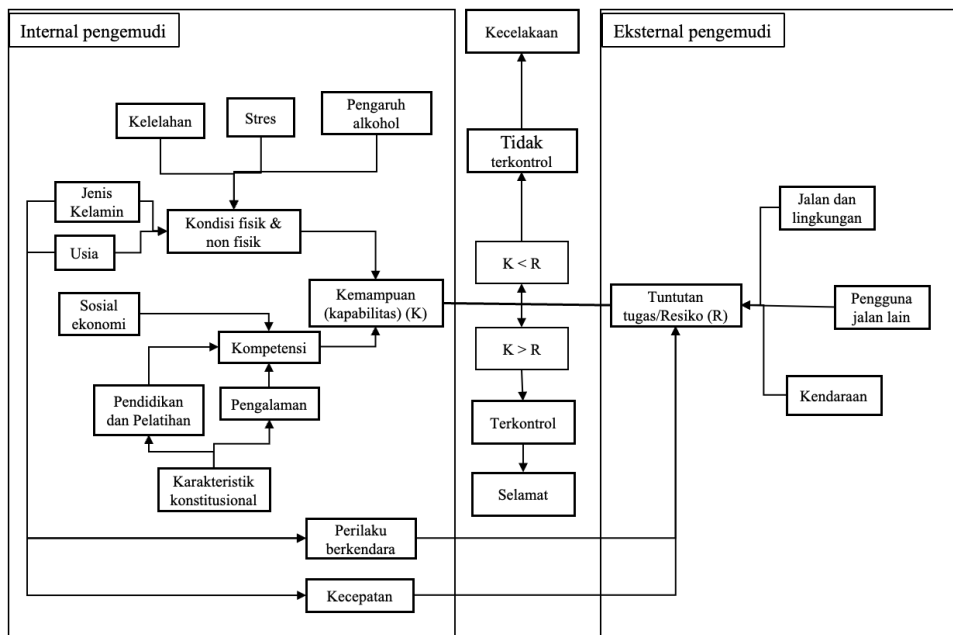 Internal pengemudi
Kecelakaan
Eksternal pengemudi
Kelelahan
Stres
Pengaruh
alkohol
Tidak
terkontrol
Jenis
Kelamin
Kondisi fisik &
non fisik
Usia
Jalan dan
lingkungan
K < R
Sosial
ekonomi
Kemampuan
(kapabilitas) (K)
Tuntutan
tugas/Resiko (R)
Pengguna
jalan lain
Kompetensi
K > R
Pendidikan
dan Pelatihan
Pengalaman
Terkontrol
Kendaraan
Karakteristik
konstitusional
Selamat
Perilaku
berkendara
Kecepatan